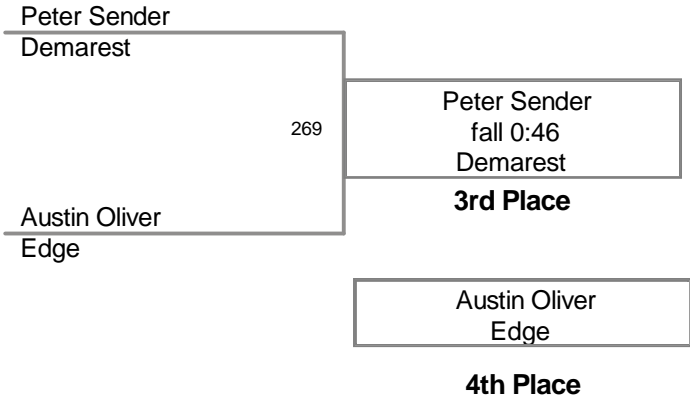 Peter Sender
Demarest
269
Peter Sender
fall 0:46
Demarest
3rd Place
Austin Oliver
Edge
Austin Oliver
Edge
4th Place